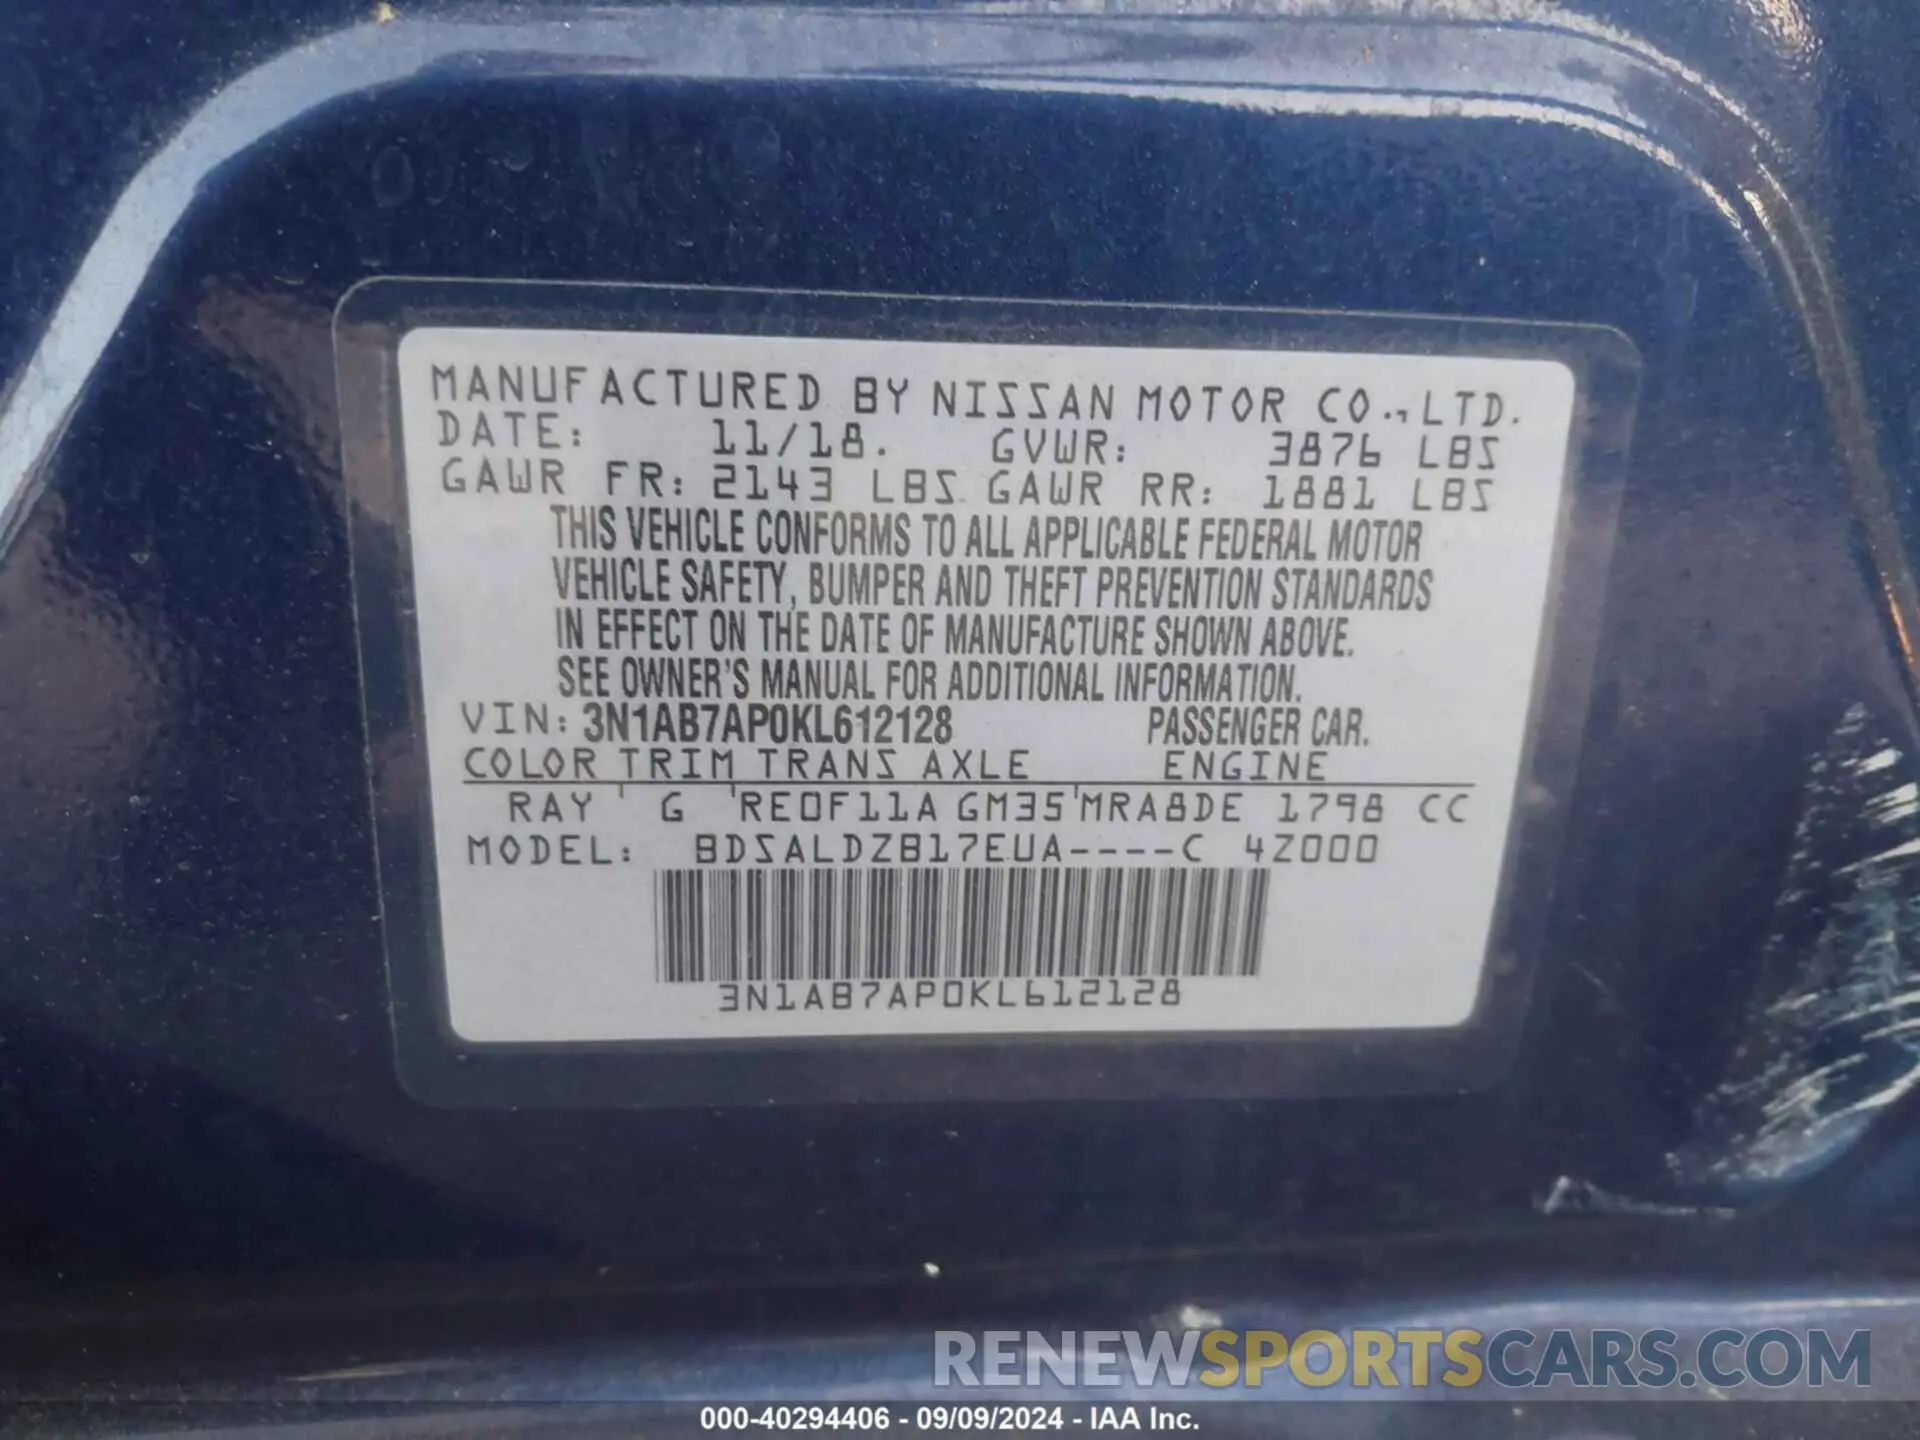 MANUFACTURED BY NISSAN MOTOR CO., LTD.
DATE: 11/18. GVWR: 3876 LBS
GAWR FR: 2143 LBS GAWR RR: 1881 LBS
THIS VEHICLE CONFORMS TO ALL APPLICABLE FEDERAL MOTOR
VEHICLE SAFETY, BUMPER AND THEFT PREVENTION STANDARDS
IN EFFECT ON THE DATE OF MANUFACTURE SHOWN ABOVE.
SEE OWNER'S MANUAL FOR ADDITIONAL INFORMATION.
VIN: 3N1AB7AP0KL612128 PASSENGER CAR.
COLOR TRIM TRANS AXLE ENGINE
RAY G RE0F11A GM35 MRA8DE 1798 CC
MODEL: BDSALDZB17EUA----C 4Z000
3N1AB7AP0KL612128
RENEWSPORTSCARS.COM
000-40294406 - 09/09/2024 - IAA Inc.